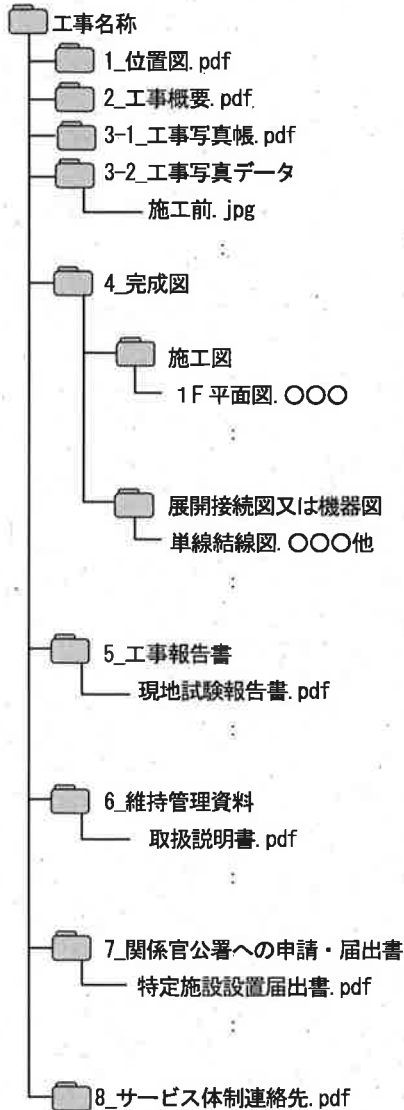 工事名称
1_位置図.pdf
2_工事概要.pdf
3-1_工事写真帳.pdf
3-2_工事写真データ
施工前.jpg
:
4_完成図
施工図
1F平面図.〇〇〇
:
展開接続図又は機器図
単線結線図.〇〇〇他
:
5_工事報告書
現地試験報告書.pdf
:
6_維持管理資料
取扱説明書.pdf
:
7_関係官公署への申請・届出書
特定施設設置届出書.pdf
:
8_サービス体制連絡先.pdf